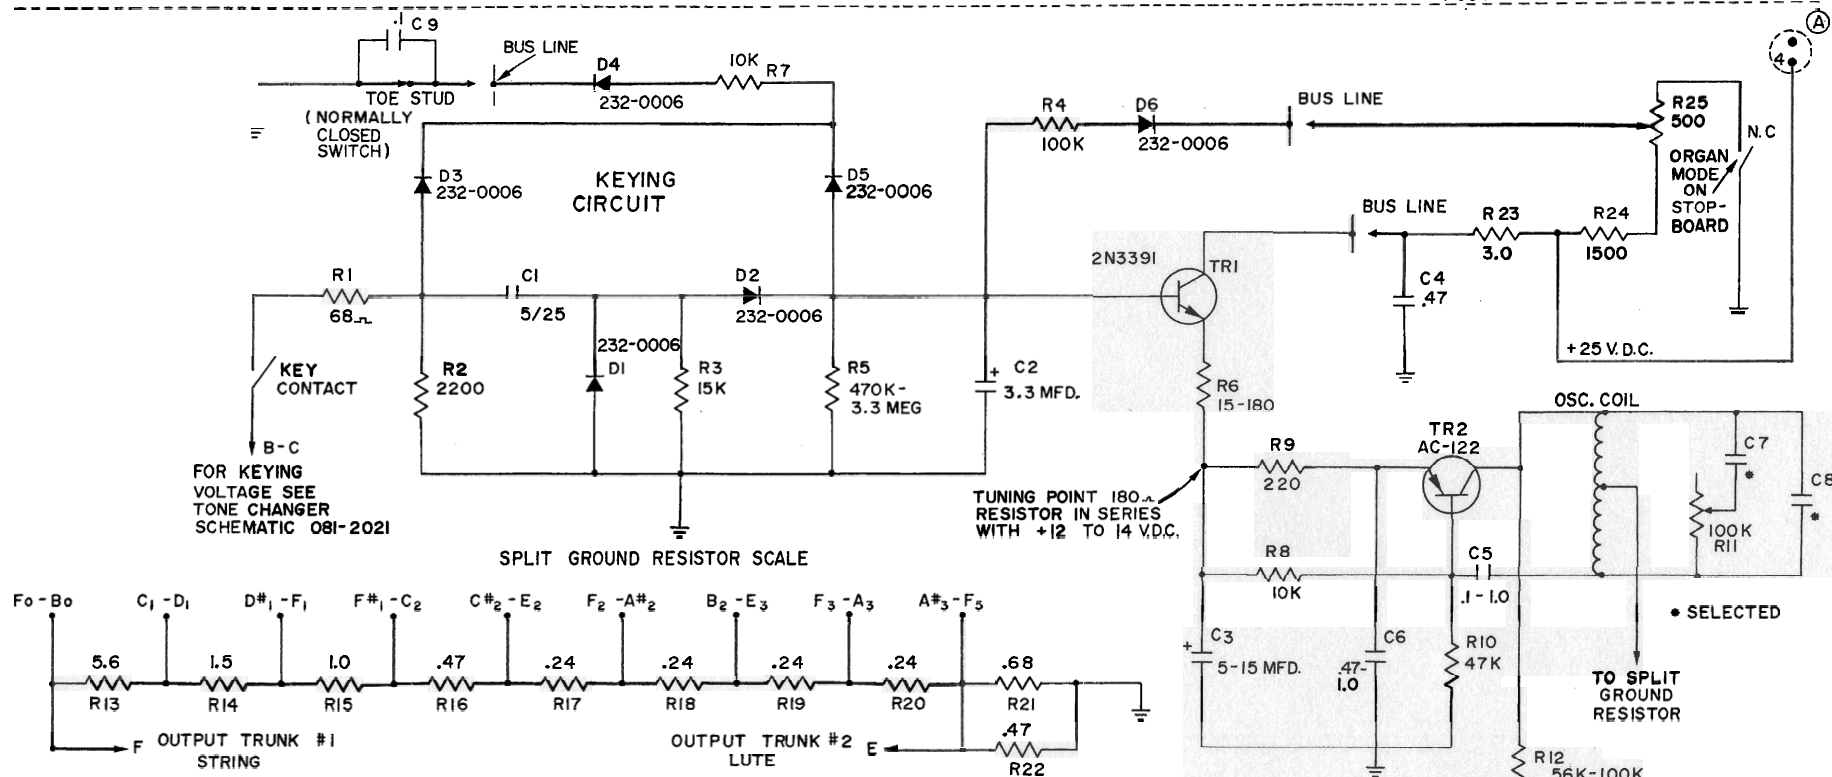 .1 C9
BUS LINE
D4
232-0006
10K R7
TOE STUD
(NORMALLY
CLOSED
SWITCH)
D3
232-0006
KEYING
CIRCUIT
D5
232-0006
R4
100K
D6
232-0006
BUS LINE
R25
500
N.C
ORGAN
MODE
ON
STOP-
BOARD
4
A
BUS LINE
R23
3.0
R24
1500
C4
.47
+25 V.D.C.
2N3391
TR1
R1
68
C1
5/25
D2
232-0006
KEY
CONTACT
R2
2200
232-0006
D1
R3
15K
R5
470K-
3.3 MEG
+
C2
3.3 MFD.
R6
15-180
B-C
FOR KEYING
VOLTAGE SEE
TONE CHANGER
SCHEMATIC 081-2021
TUNING POINT 180
RESISTOR IN SERIES
WITH +12 TO 14 V.D.C.
R9
220
TR2
AC-122
OSC. COIL
C7
*
C8
*
100K
R11
R8
10K
C5
.1-1.0
* SELECTED
+
C3
5-15 MFD.
C6
.47-
1.0
R10
47K
TO SPLIT
GROUND
RESISTOR
R12
56K-100K
SPLIT GROUND RESISTOR SCALE
F0-B0 C1-D1 D#1-F1 F#1-C2 C#2-E2 F2-A#2 B2-E3 F3-A3 A#3-F5
5.6 1.5 1.0 .47 .24 .24 .24 .24 .68
R13 R14 R15 R16 R17 R18 R19 R20 R21
F OUTPUT TRUNK #1
STRING
OUTPUT TRUNK #2 E
LUTE
.47
R22